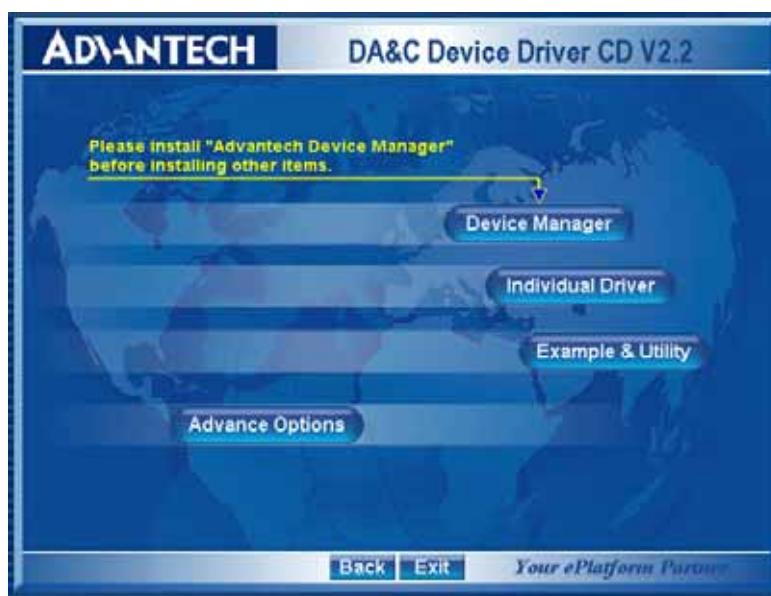 ADVANTECH
DA&C Device Driver CD V2.2
Please install "Advantech Device Manager"
before installing other items.
Device Manager
Individual Driver
Example & Utility
Advance Options
Back Exit
Your ePlatform Partner